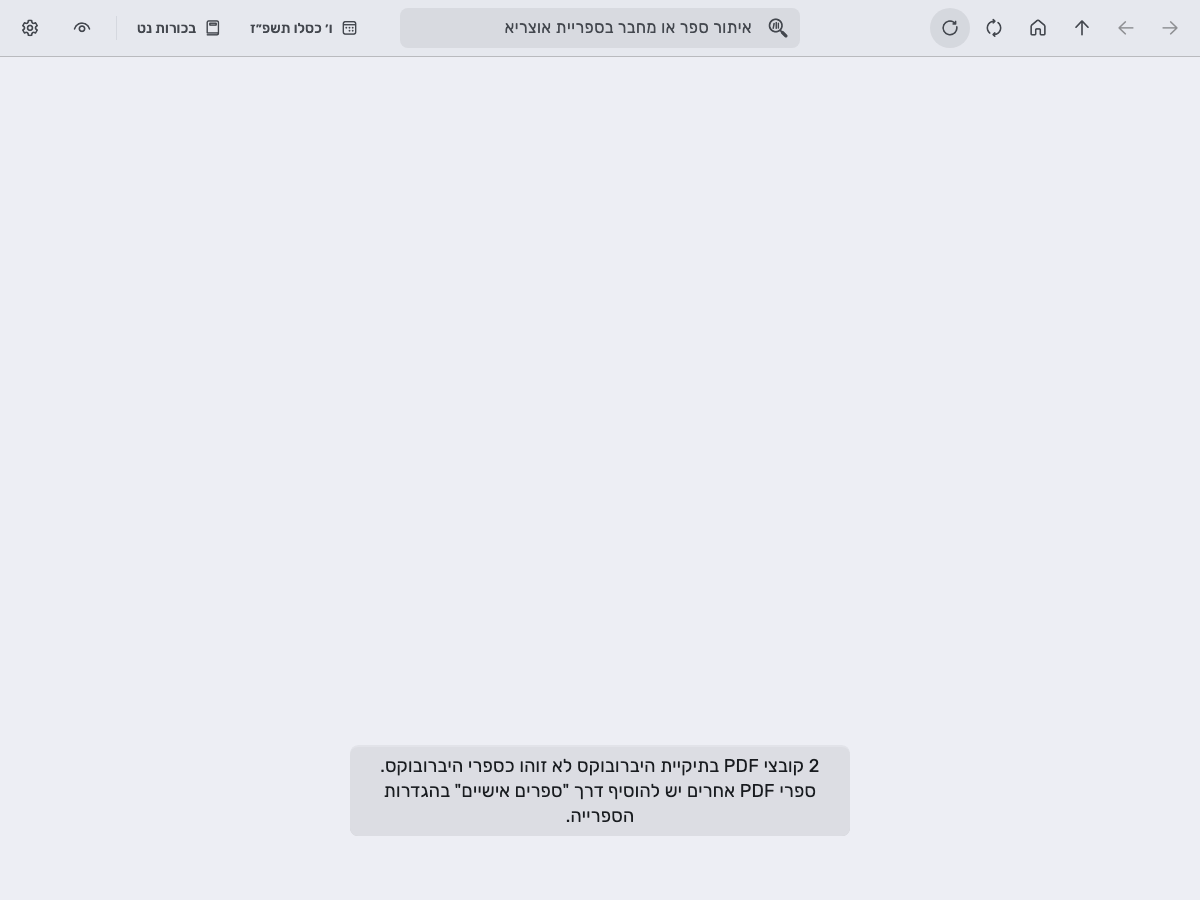 איתור ספר או מחבר בספריית אוצריא
ו׳ כסלו תשפ״ז
בכורות נט
2 קובצי PDF בתיקיית היברובוקס לא זוהו כספרי היברובוקס.
ספרי PDF אחרים יש להוסיף דרך "ספרים אישיים" בהגדרות
הספרייה.